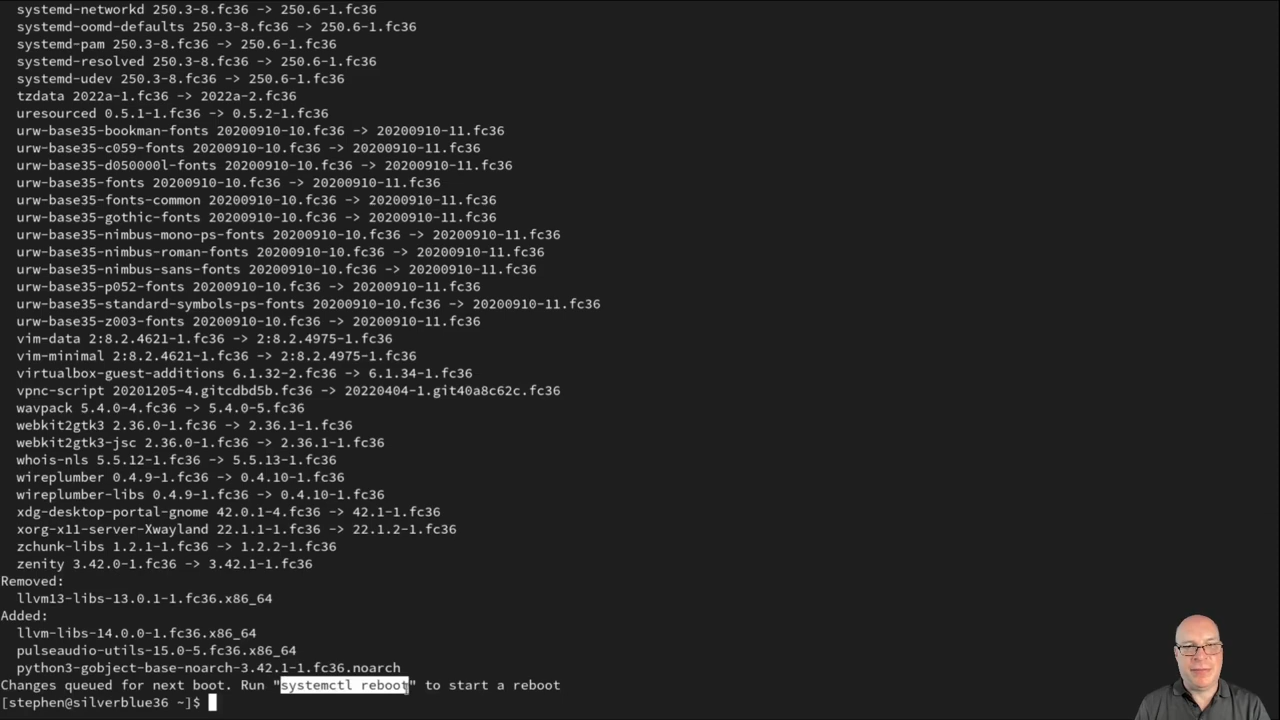 systemd-networkd 250.3-8.fc36 -> 250.6-1.fc36
systemd-oomd-defaults 250.3-8.fc36 -> 250.6-1.fc36
systemd-pam 250.3-8.fc36 -> 250.6-1.fc36
systemd-resolved 250.3-8.fc36 -> 250.6-1.fc36
systemd-udev 250.3-8.fc36 -> 250.6-1.fc36
tzdata 2022a-1.fc36 -> 2022a-2.fc36
uresourced 0.5.1-1.fc36 -> 0.5.2-1.fc36
urw-base35-bookman-fonts 20200910-10.fc36 -> 20200910-11.fc36
urw-base35-c059-fonts 20200910-10.fc36 -> 20200910-11.fc36
urw-base35-d050000l-fonts 20200910-10.fc36 -> 20200910-11.fc36
urw-base35-fonts 20200910-10.fc36 -> 20200910-11.fc36
urw-base35-fonts-common 20200910-10.fc36 -> 20200910-11.fc36
urw-base35-gothic-fonts 20200910-10.fc36 -> 20200910-11.fc36
urw-base35-nimbus-mono-ps-fonts 20200910-10.fc36 -> 20200910-11.fc36
urw-base35-nimbus-roman-fonts 20200910-10.fc36 -> 20200910-11.fc36
urw-base35-nimbus-sans-fonts 20200910-10.fc36 -> 20200910-11.fc36
urw-base35-p052-fonts 20200910-10.fc36 -> 20200910-11.fc36
urw-base35-standard-symbols-ps-fonts 20200910-10.fc36 -> 20200910-11.fc36
urw-base35-z003-fonts 20200910-10.fc36 -> 20200910-11.fc36
vim-data 2:8.2.4621-1.fc36 -> 2:8.2.4975-1.fc36
vim-minimal 2:8.2.4621-1.fc36 -> 2:8.2.4975-1.fc36
virtualbox-guest-additions 6.1.32-2.fc36 -> 6.1.34-1.fc36
vpnc-script 20201205-4.gitcdbd5b.fc36 -> 20220404-1.git40a8c62c.fc36
wavpack 5.4.0-4.fc36 -> 5.4.0-5.fc36
webkit2gtk3 2.36.0-1.fc36 -> 2.36.1-1.fc36
webkit2gtk3-jsc 2.36.0-1.fc36 -> 2.36.1-1.fc36
whois-nls 5.5.12-1.fc36 -> 5.5.13-1.fc36
wireplumber 0.4.9-1.fc36 -> 0.4.10-1.fc36
wireplumber-libs 0.4.9-1.fc36 -> 0.4.10-1.fc36
xdg-desktop-portal-gnome 42.0.1-4.fc36 -> 42.1-1.fc36
xorg-x11-server-Xwayland 22.1.1-1.fc36 -> 22.1.2-1.fc36
zchunk-libs 1.2.1-1.fc36 -> 1.2.2-1.fc36
zenity 3.42.0-1.fc36 -> 3.42.1-1.fc36
Removed:
llvm13-libs-13.0.1-1.fc36.x86_64
Added:
llvm-libs-14.0.0-1.fc36.x86_64
pulseaudio-utils-15.0-5.fc36.x86_64
python3-gobject-base-noarch-3.42.1-1.fc36.noarch
Changes queued for next boot. Run "systemctl reboot" to start a reboot
[stephen@silverblue36 ~]$